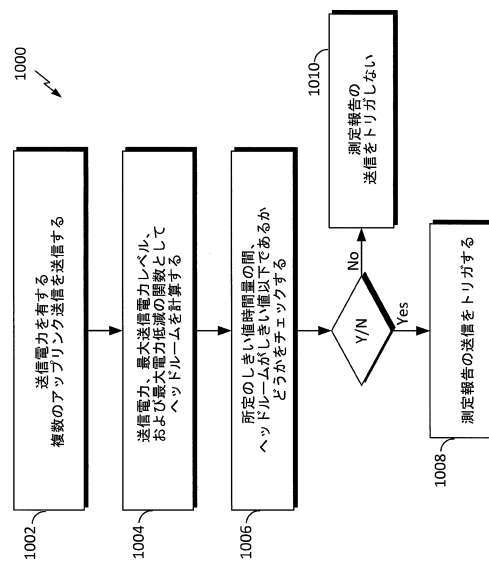 1000
1002
送信電力を有する
複数のアップリンク送信を送信する
1004
送信電力、最大送信電力レベル、
および最大電力低減の関数として
ヘッドルームを計算する
1006
所定のしきい値時間量の間、
ヘッドルームがしきい値以下であるか
どうかをチェックする
Y/N
No
1010
測定報告の
送信をトリガしない
Yes
1008
測定報告の送信をトリガする